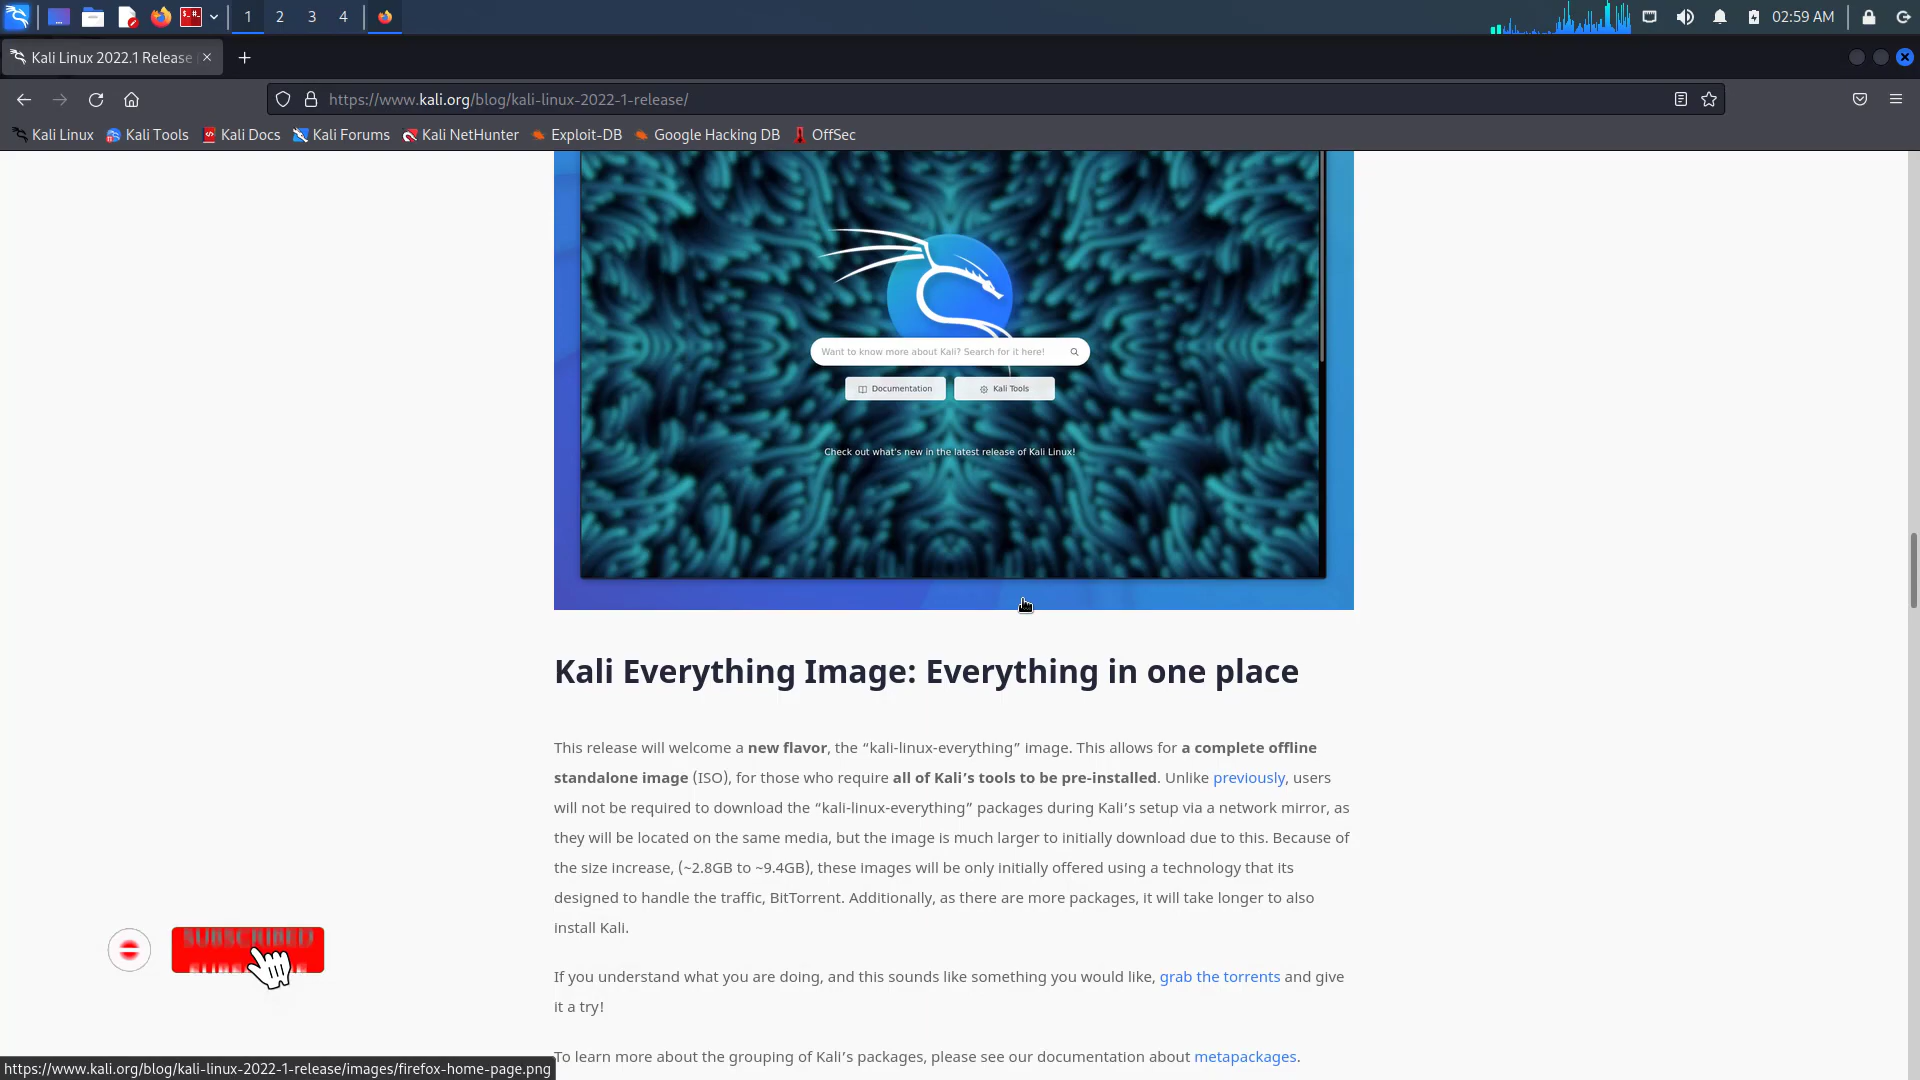 1 2 3 4 02:59 AM
Kali Linux 2022.1 Release
https://www.kali.org/blog/kali-linux-2022-1-release/
Kali Linux Kali Tools Kali Docs Kali Forums Kali NetHunter Exploit-DB Google Hacking DB OffSec
Want to know more about Kali? Search for it here!
Documentation Kali Tools
Check out what's new in the latest release of Kali Linux!
Kali Everything Image: Everything in one place
This release will welcome a new flavor, the “kali-linux-everything” image. This allows for a complete offline
standalone image (ISO), for those who require all of Kali’s tools to be pre-installed. Unlike previously, users
will not be required to download the “kali-linux-everything” packages during Kali’s setup via a network mirror, as
they will be located on the same media, but the image is much larger to initially download due to this. Because of
the size increase, (~2.8GB to ~9.4GB), these images will be only initially offered using a technology that its
designed to handle the traffic, BitTorrent. Additionally, as there are more packages, it will take longer to also
install Kali.
SUBSCRIBED
If you understand what you are doing, and this sounds like something you would like, grab the torrents and give
it a try!
To learn more about the grouping of Kali’s packages, please see our documentation about metapackages.
https://www.kali.org/blog/kali-linux-2022-1-release/images/firefox-home-page.png